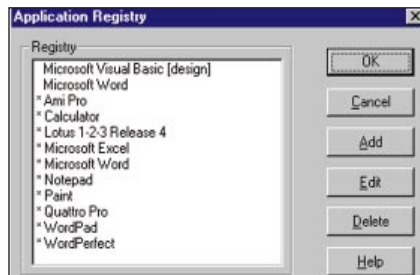 Application Registry
Registry
Microsoft Visual Basic [design]
Microsoft Word
* Ami Pro
* Calculator
* Lotus 1-2-3 Release 4
* Microsoft Excel
* Microsoft Word
* Notepad
* Paint
* Quattro Pro
* WordPad
* WordPerfect
OK
Cancel
Add
Edit
Delete
Help